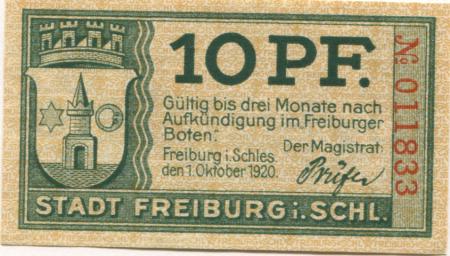 10 PF.
Gültig bis drei Monate nach
Aufkündigung im Freiburger
Boten.
Der Magistrat:
Freiburg i. Schles.
den 1. Oktober 1920.
Prüfer
STADT FREIBURG i. SCHL.
No 011833